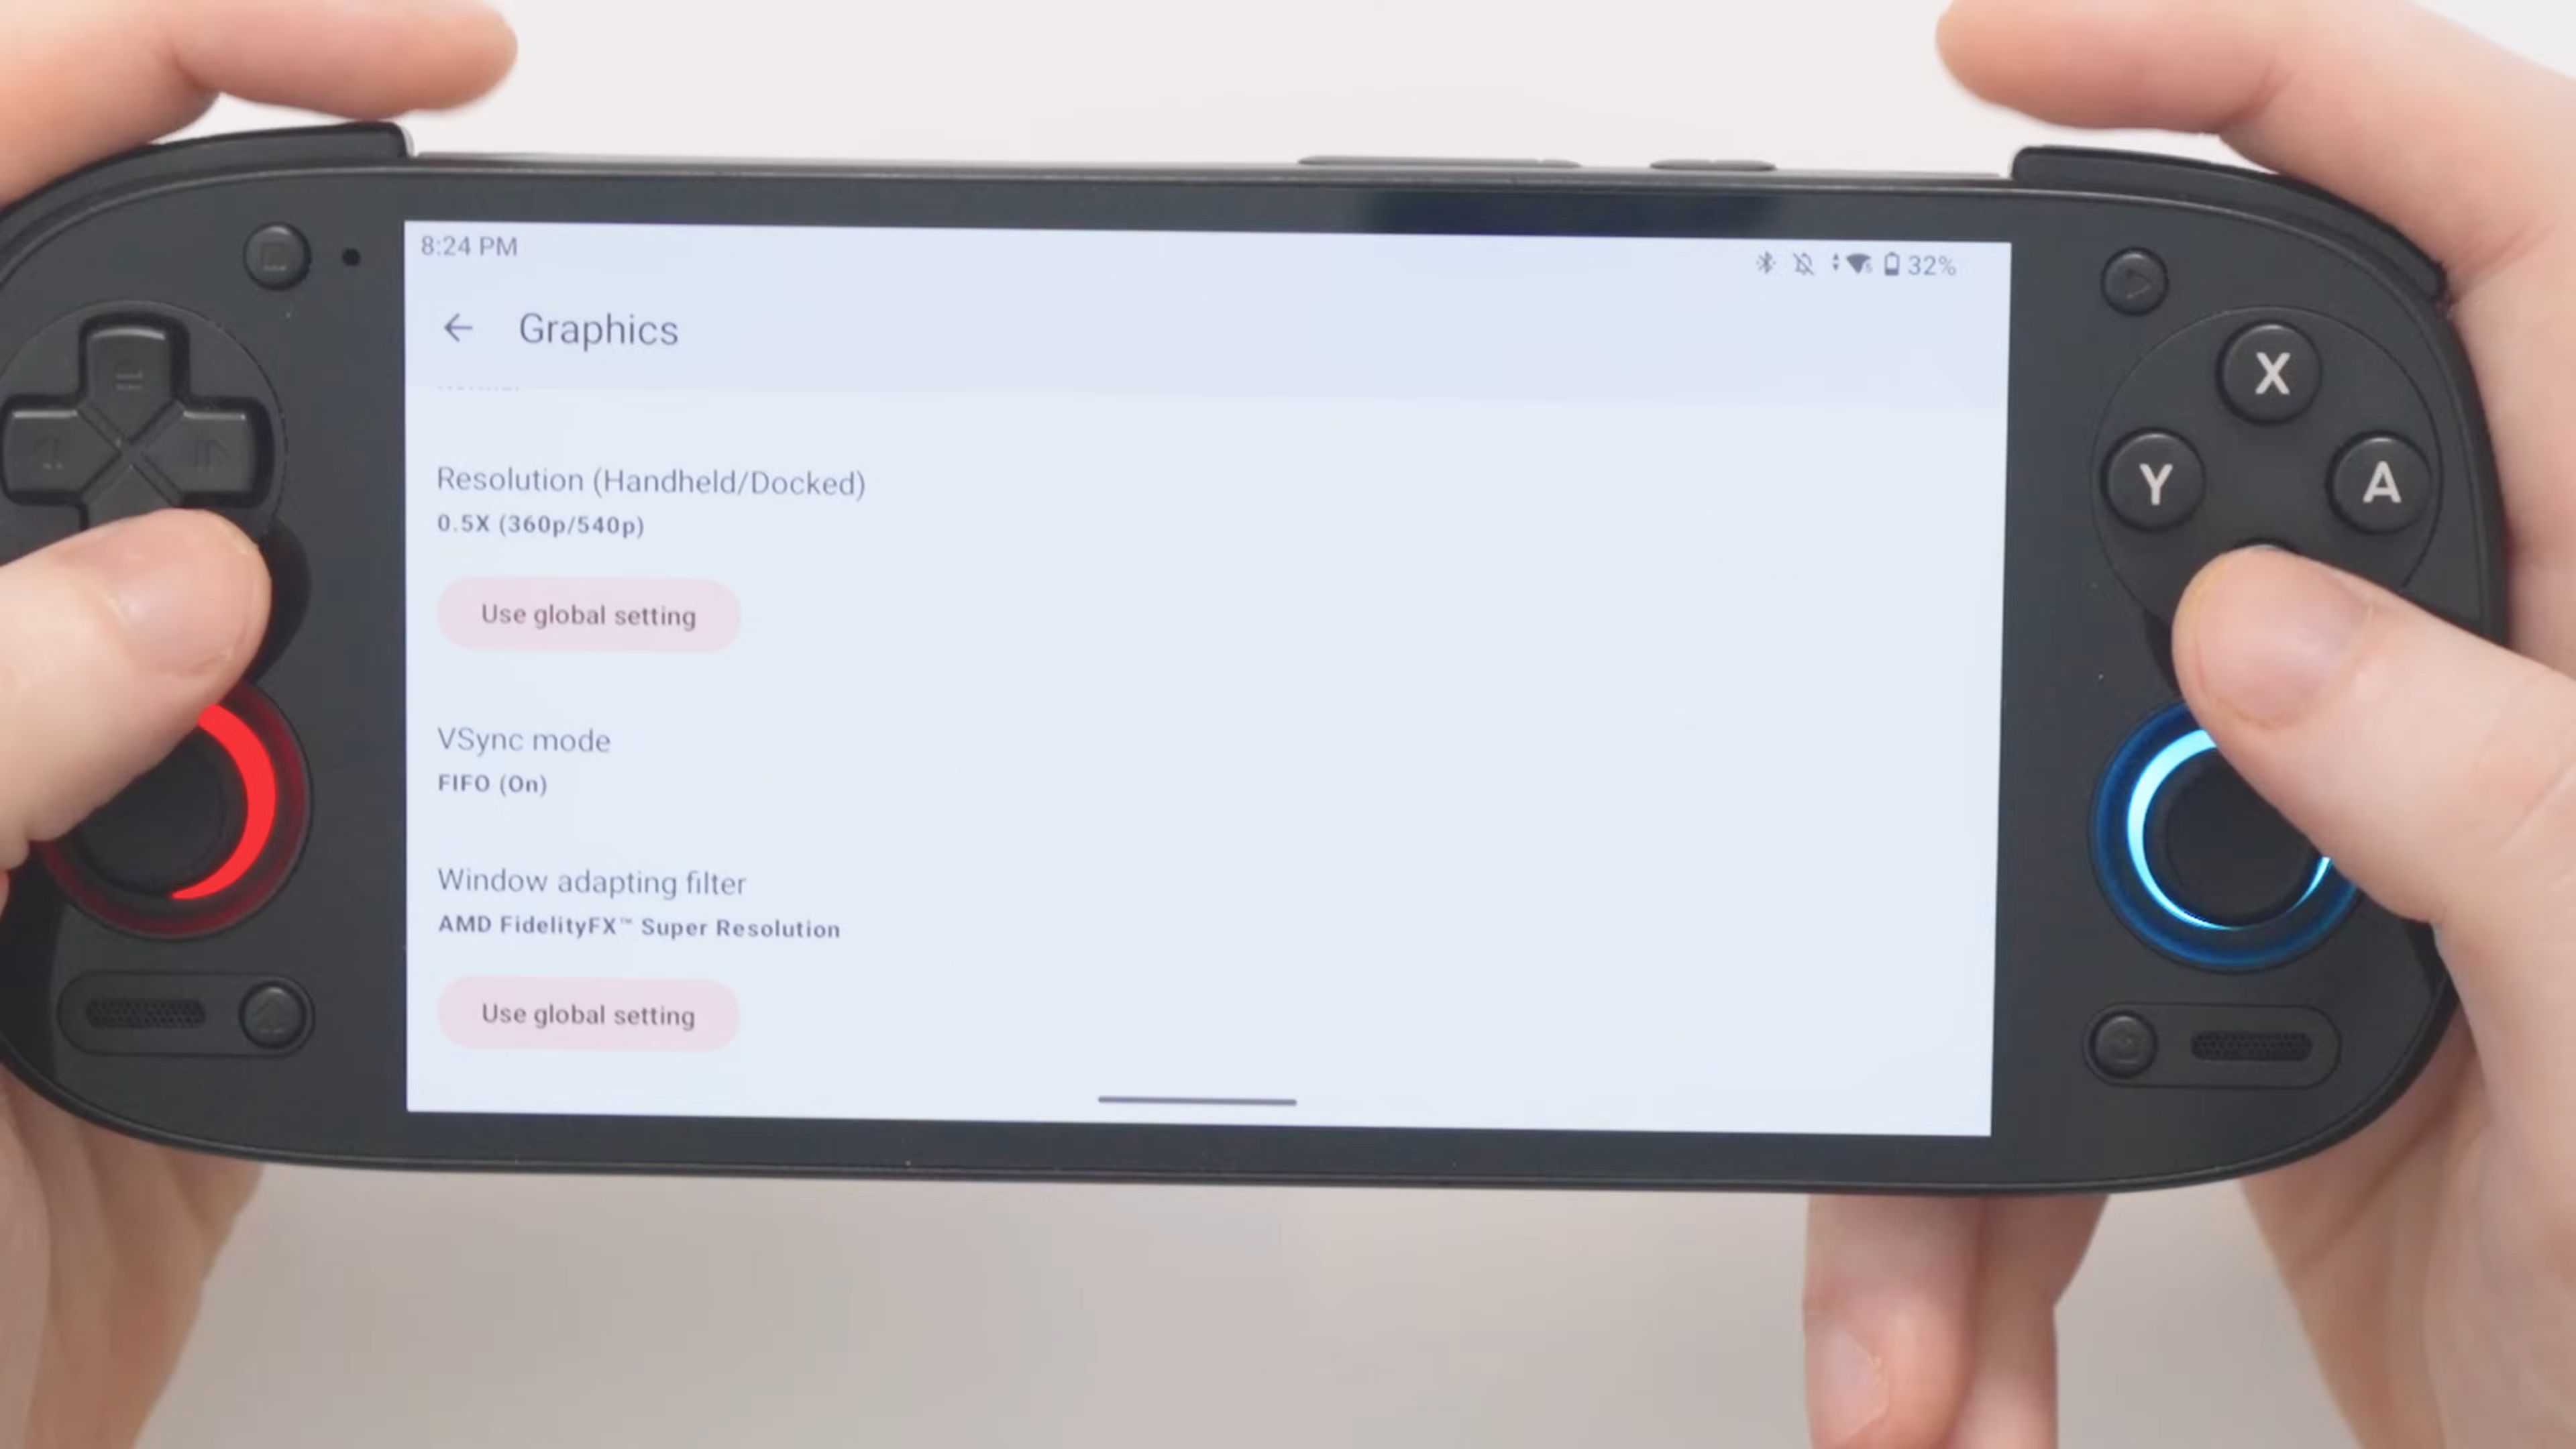 8:24 PM
32%
Graphics
Resolution (Handheld/Docked)
0.5X (360p/540p)
Use global setting
VSync mode
FIFO (On)
Window adapting filter
AMD FidelityFX™ Super Resolution
Use global setting
X
Y
A